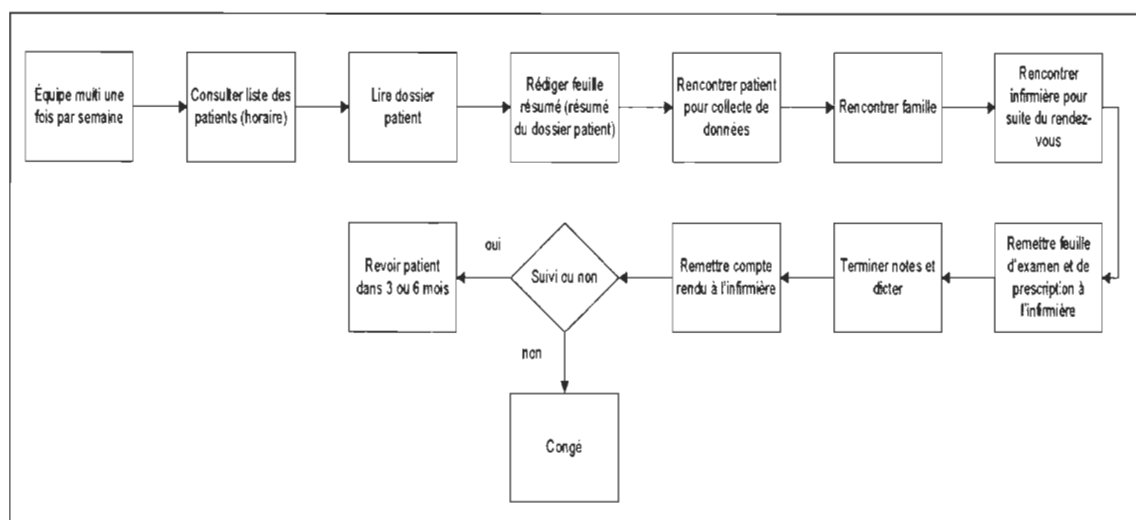 Équipe multi une
fois par semaine
Consulter liste des
patients (horaire)
Lire dossier
patient
Rédiger feuille
résumé (résumé
du dossier patient)
Rencontrer patient
pour collecte de
données
Rencontrer famille
Rencontrer
infirmière pour
suite du rendez-
vous
Remettre feuille
d'examen et de
prescription à
l'infirmière
Terminer notes et
dicter
Remettre compte
rendu à l'infirmière
Suivi ou non
oui
Revoir patient
dans 3 ou 6 mois
non
Congé